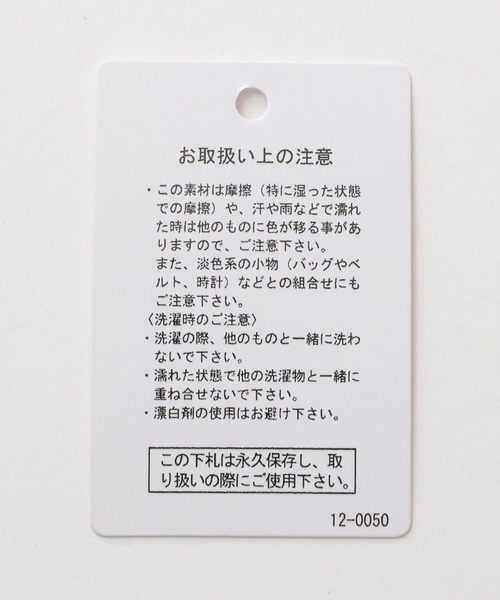 お取扱い上の注意
・この素材は摩擦（特に湿った状態
での摩擦）や、汗や雨などで濡れ
た時は他のものに色が移る事があ
りますので、ご注意下さい。
また、淡色系の小物（バッグやベ
ルト、時計）などとの組合せにも
ご注意下さい。
〈洗濯時のご注意〉
・洗濯の際、他のものと一緒に洗わ
ないで下さい。
・濡れた状態で他の洗濯物と一緒に
重ね合せないで下さい。
・漂白剤の使用はお避け下さい。
この下札は永久保存し、取
り扱いの際にご使用下さい。
12-0050